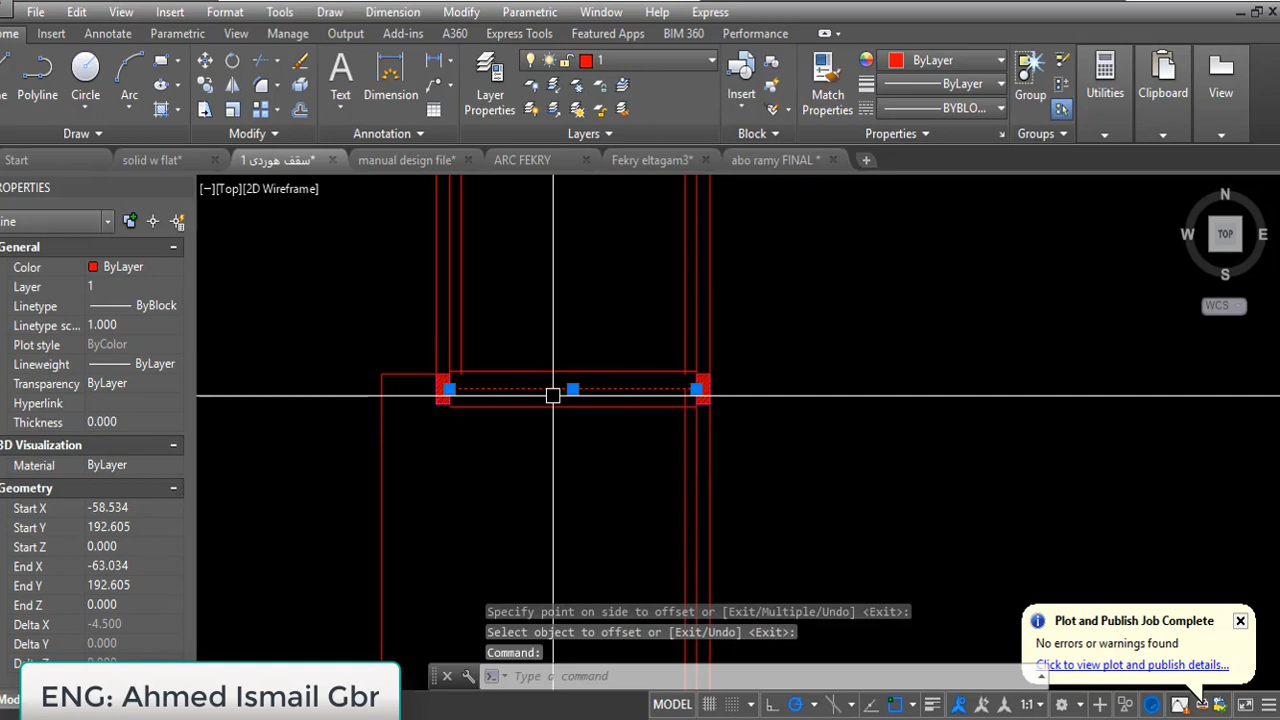 File Edit View Insert Format Tools Draw Dimension Modify Parametric Window Help Express
ome Insert Annotate Parametric View Manage Output Add-ins A360 Express Tools Featured Apps BIM 360 Performance
Polyline Circle Arc Text Dimension Layer Properties 1 Insert Match Properties ByLayer ByLayer BYBLO... Group Utilities Clipboard View
Draw Modify Annotation Layers Block Properties Groups
Start solid w flat* سقف هوردى 1* manual design file* ARC FEKRY Fekry eltagam3* abo ramy FINAL *
ROPERTIES
[−][Top][2D Wireframe]
ine
General
Color ByLayer
Layer 1
Linetype ByBlock
Linetype sc... 1.000
Plot style ByColor
Lineweight ByLayer
Transparency ByLayer
Hyperlink
Thickness 0.000
3D Visualization
Material ByLayer
Geometry
Start X -58.534
Start Y 192.605
Start Z 0.000
End X -63.034
End Y 192.605
End Z 0.000
Delta X -4.500
Delta Y 0.000
N
W TOP E
S
WCS
Specify point on side to offset or [Exit/Multiple/Undo] <Exit>:
Select object to offset or [Exit/Undo] <Exit>:
Command:
Type a command
Plot and Publish Job Complete
No errors or warnings found
Click to view plot and publish details...
ENG: Ahmed Ismail Gbr
MODEL 1:1